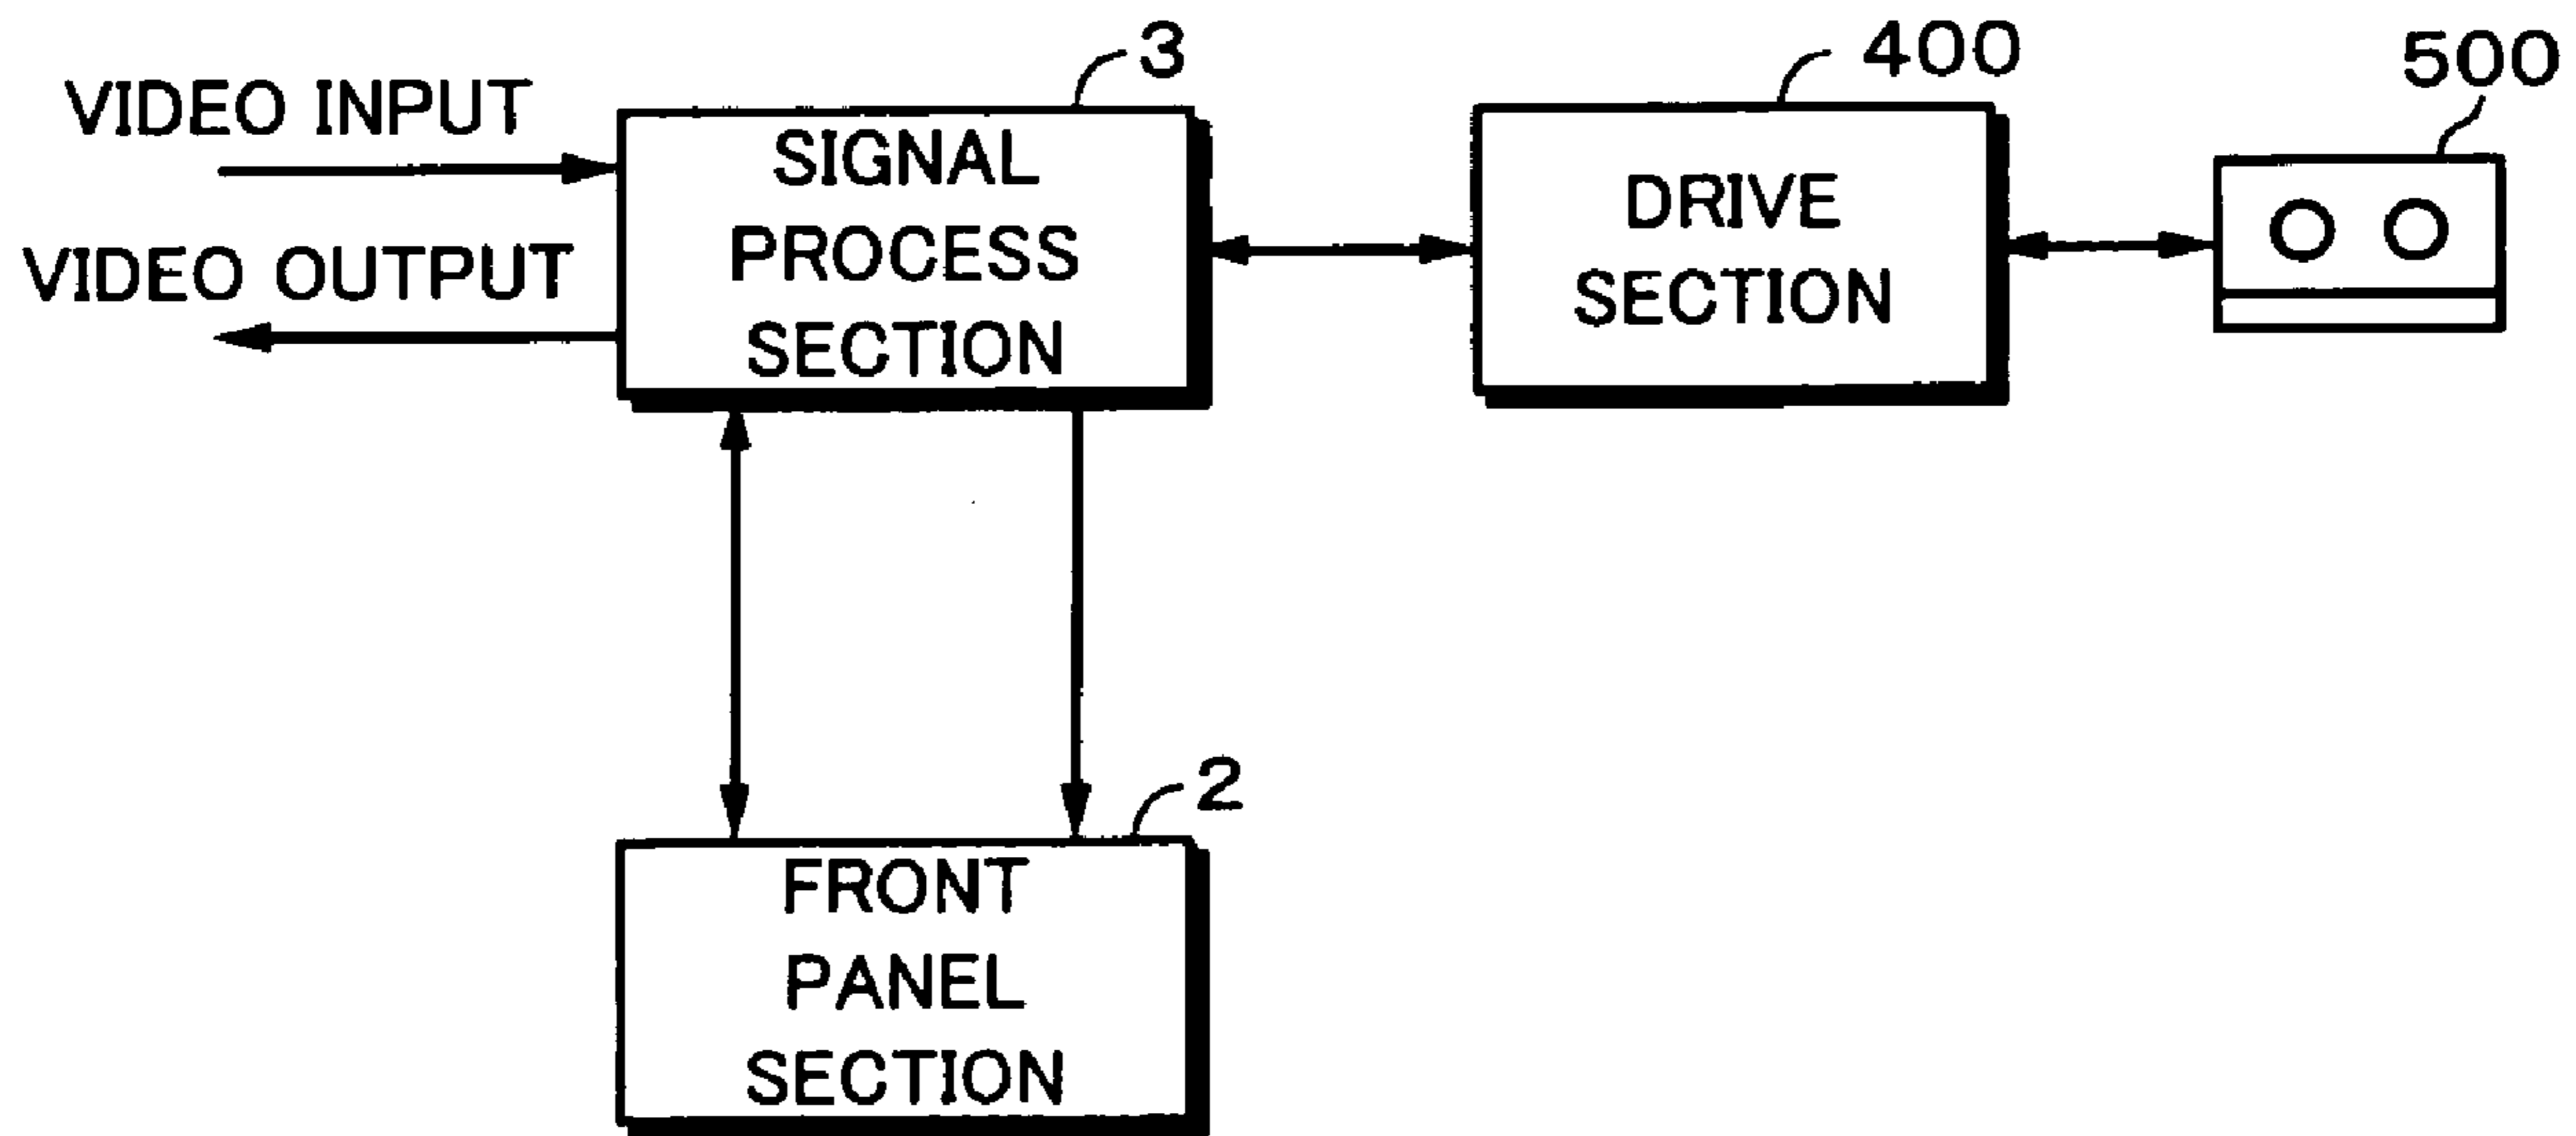 3
400
500
VIDEO INPUT
VIDEO OUTPUT
SIGNAL
PROCESS
SECTION
DRIVE
SECTION
2
FRONT
PANEL
SECTION